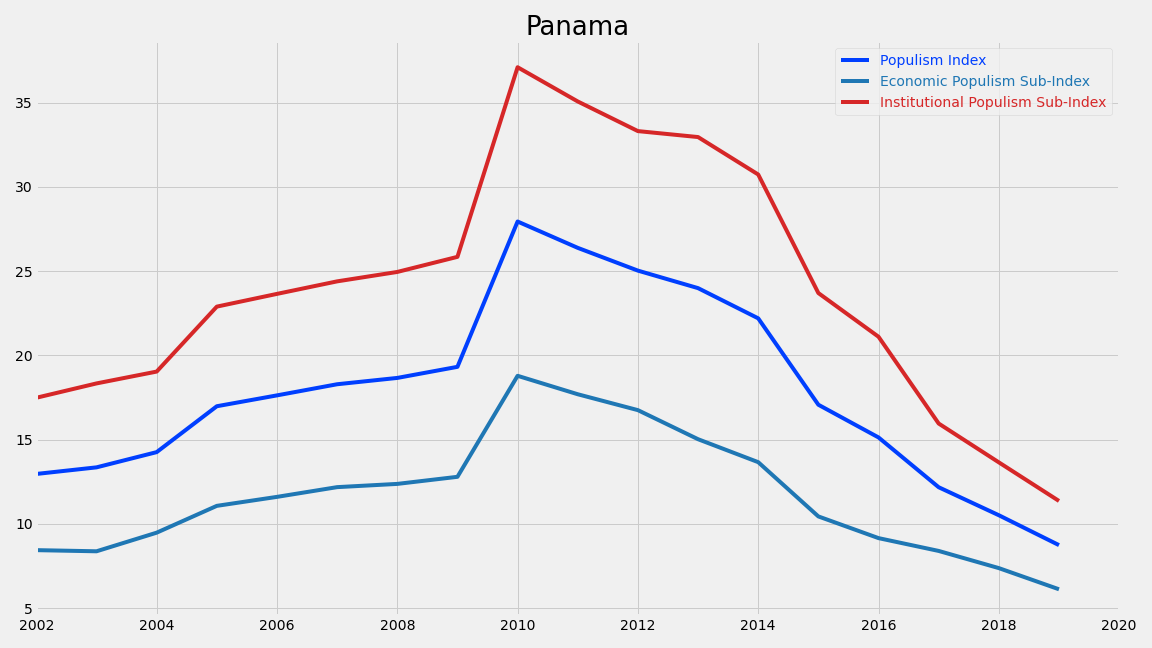 Panama
Populism Index
Economic Populism Sub-Index
Institutional Populism Sub-Index
35
30
25
20
15
10
5
2002 2004 2006 2008 2010 2012 2014 2016 2018 2020